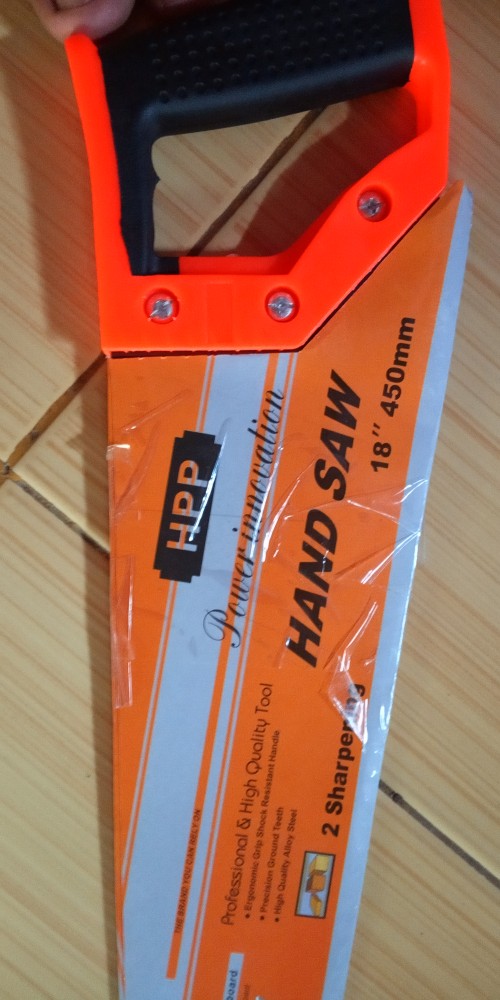 HPP
Power innovation
HAND SAW
18" 450mm
THE BRAND YOU CAN RELY ON
Professional & High Quality Tool
• Ergonomic Grip Shock Resistant Handle
• Precision Ground Teeth
• High Quality Alloy Steel
2 Sharpening